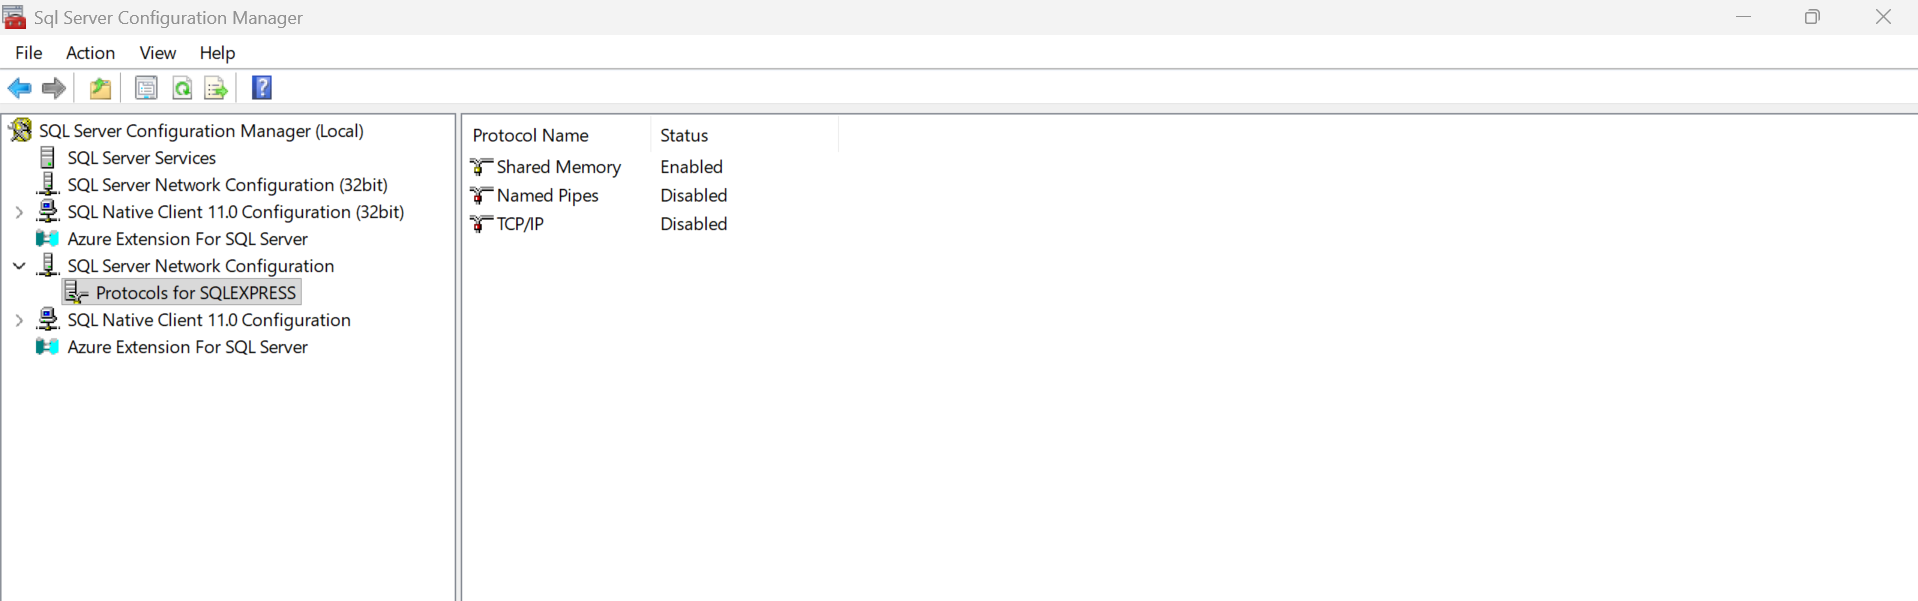 Sql Server Configuration Manager
File Action View Help
SQL Server Configuration Manager (Local)
SQL Server Services
SQL Server Network Configuration (32bit)
SQL Native Client 11.0 Configuration (32bit)
Azure Extension For SQL Server
SQL Server Network Configuration
Protocols for SQLEXPRESS
SQL Native Client 11.0 Configuration
Azure Extension For SQL Server
Protocol Name Status
Shared Memory Enabled
Named Pipes Disabled
TCP/IP Disabled